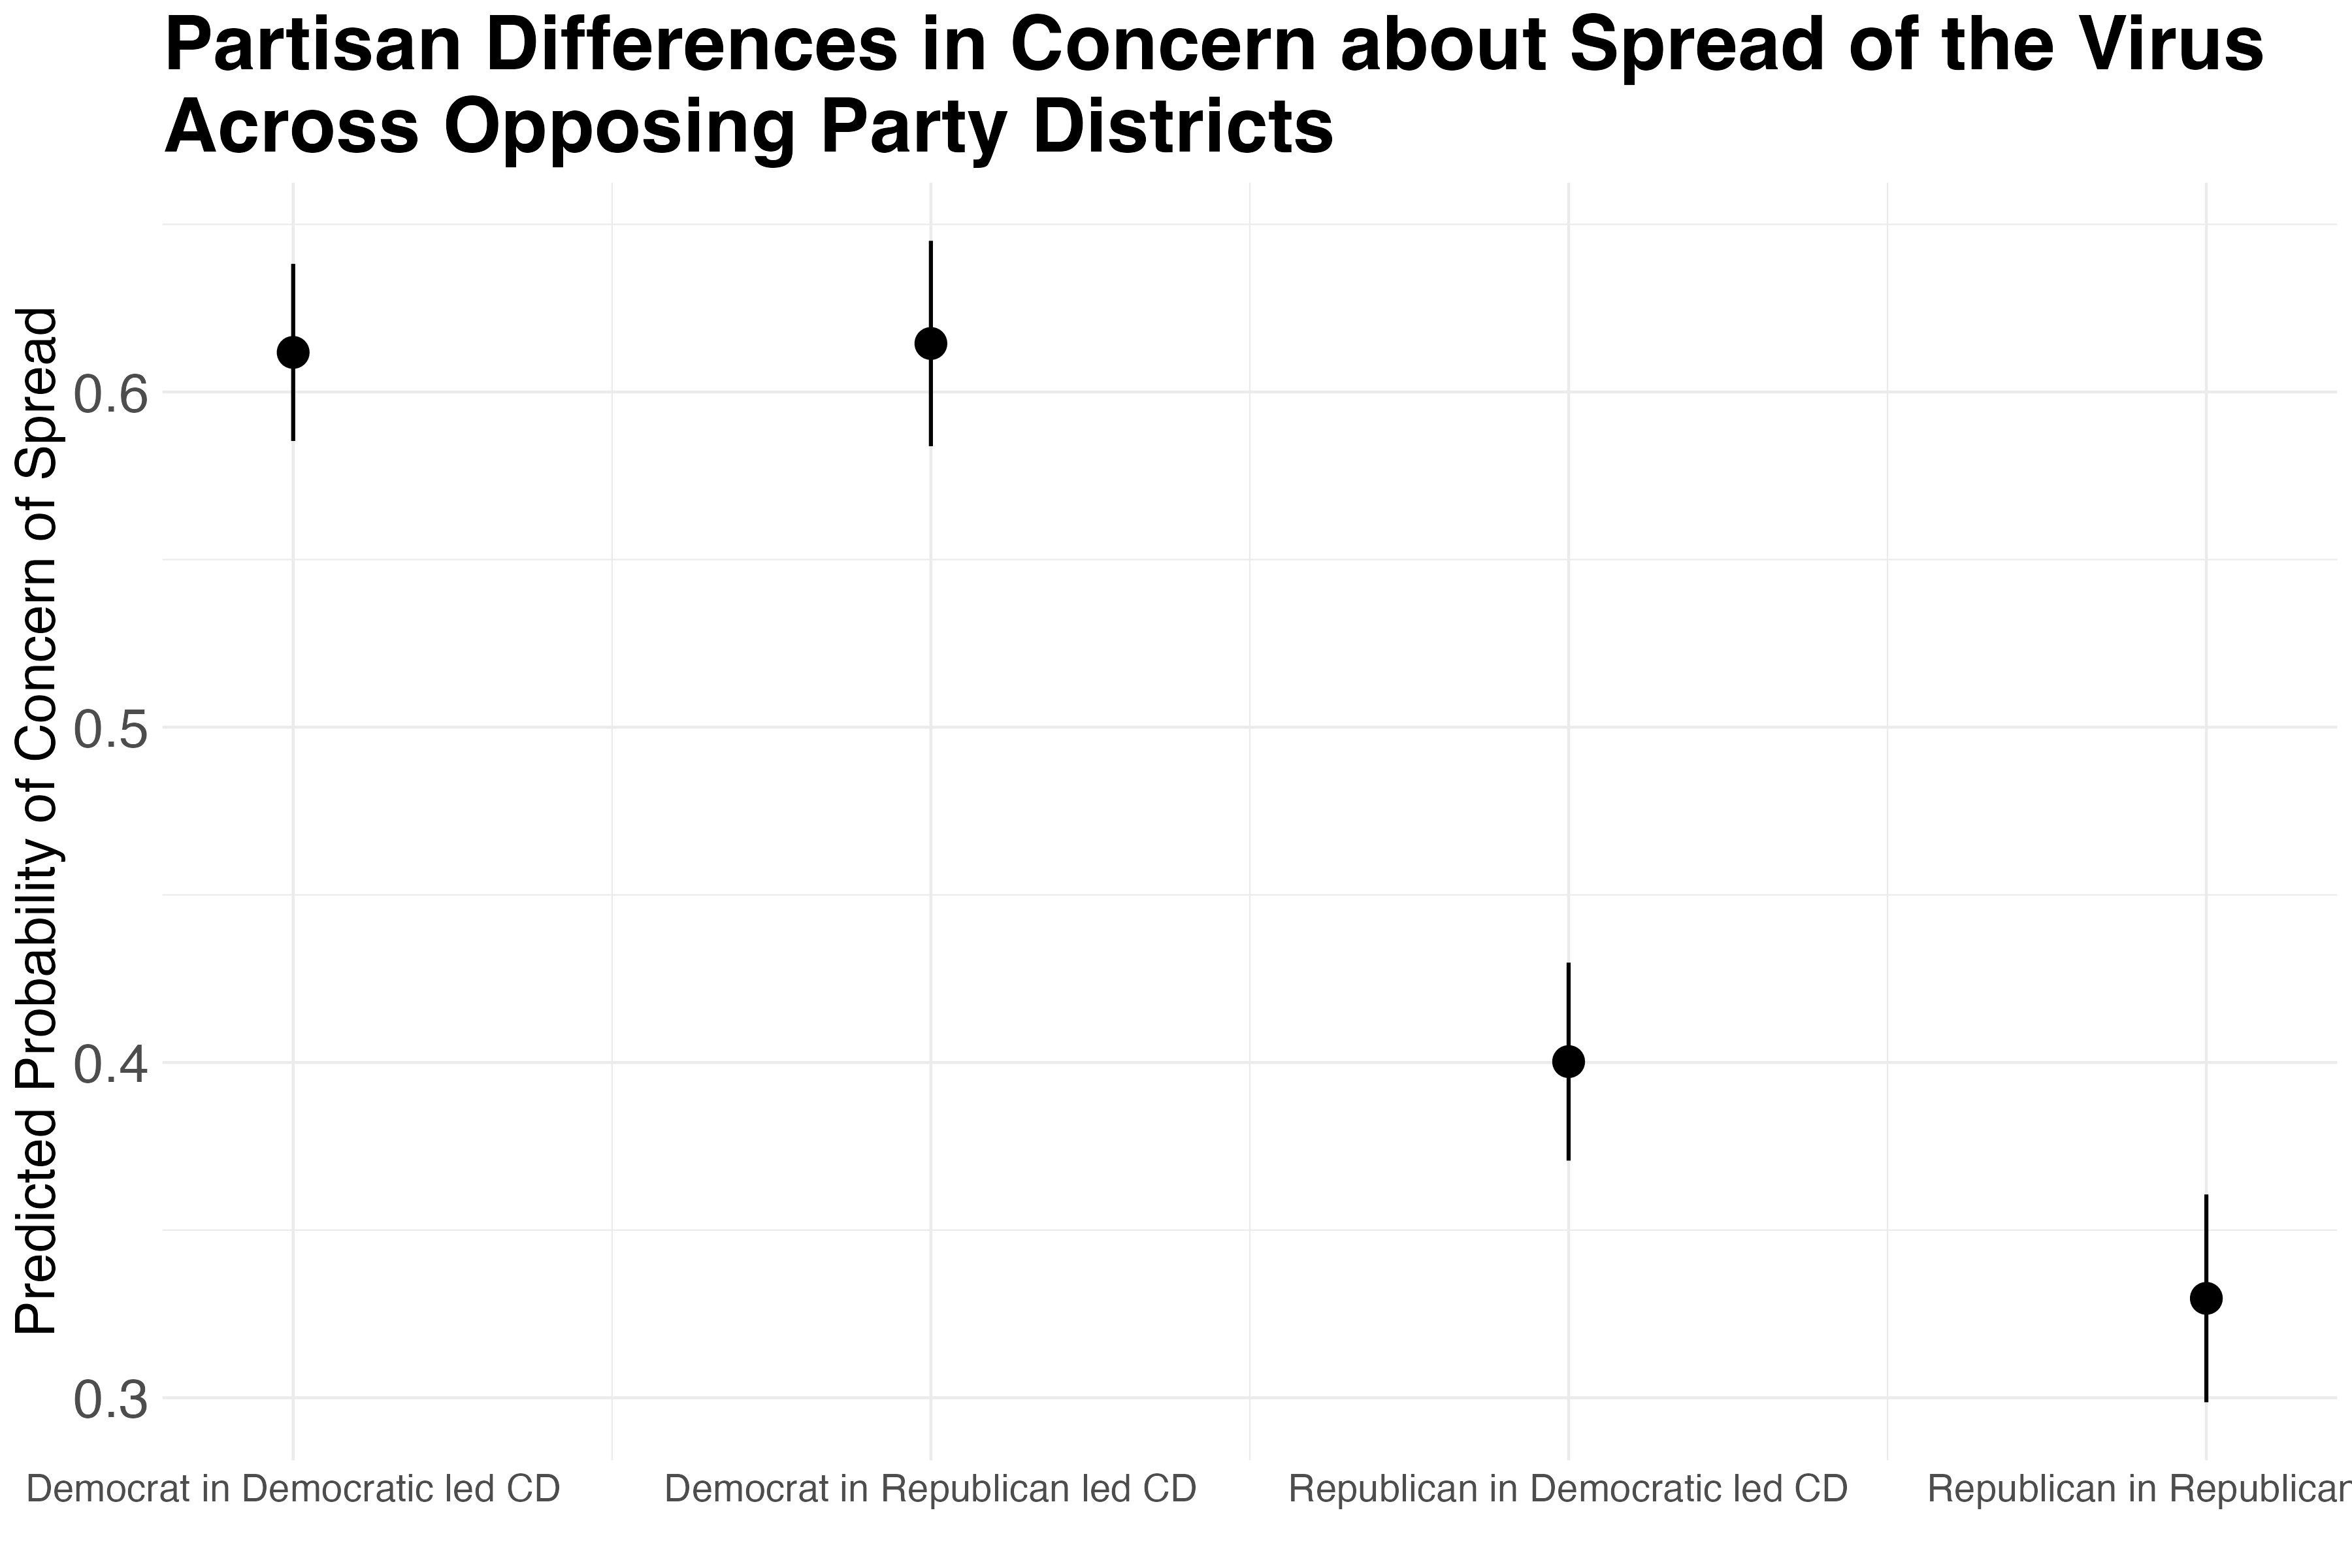 Partisan Differences in Concern about Spread of the Virus
Across Opposing Party Districts
Predicted Probability of Concern of Spread
0.6
0.5
0.4
0.3
Democrat in Democratic led CD
Democrat in Republican led CD
Republican in Democratic led CD
Republican in Republican